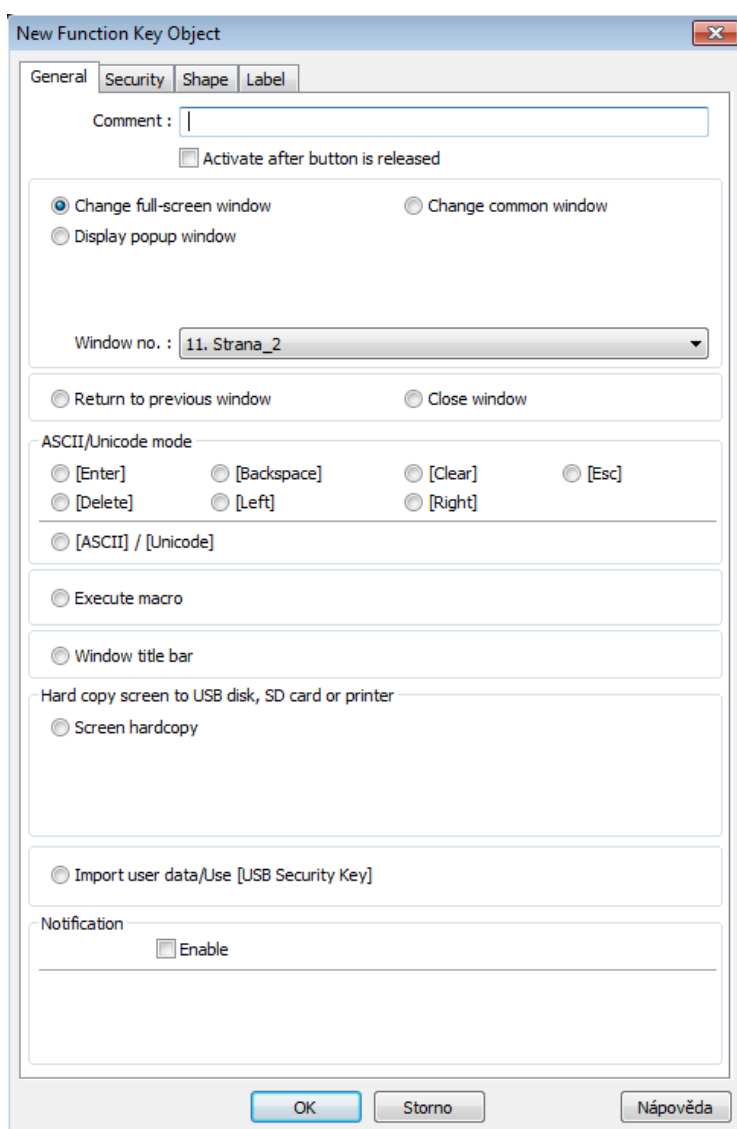 New Function Key Object
General Security Shape Label
Comment :
Activate after button is released
Change full-screen window Change common window
Display popup window
Window no. : 11. Strana_2
Return to previous window Close window
ASCII/Unicode mode
[Enter] [Backspace] [Clear] [Esc]
[Delete] [Left] [Right]
[ASCII] / [Unicode]
Execute macro
Window title bar
Hard copy screen to USB disk, SD card or printer
Screen hardcopy
Import user data/Use [USB Security Key]
Notification
Enable
OK Storno Nápověda